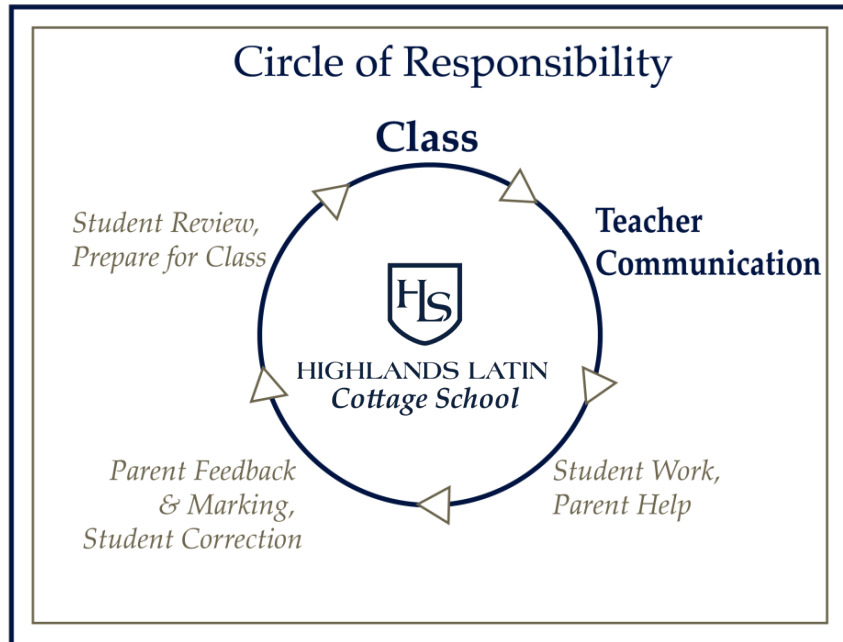 Circle of Responsibility
Class
Teacher
Communication
Student Work,
Parent Help
Parent Feedback
& Marking,
Student Correction
Student Review,
Prepare for Class
HLS
HIGHLANDS LATIN
Cottage School